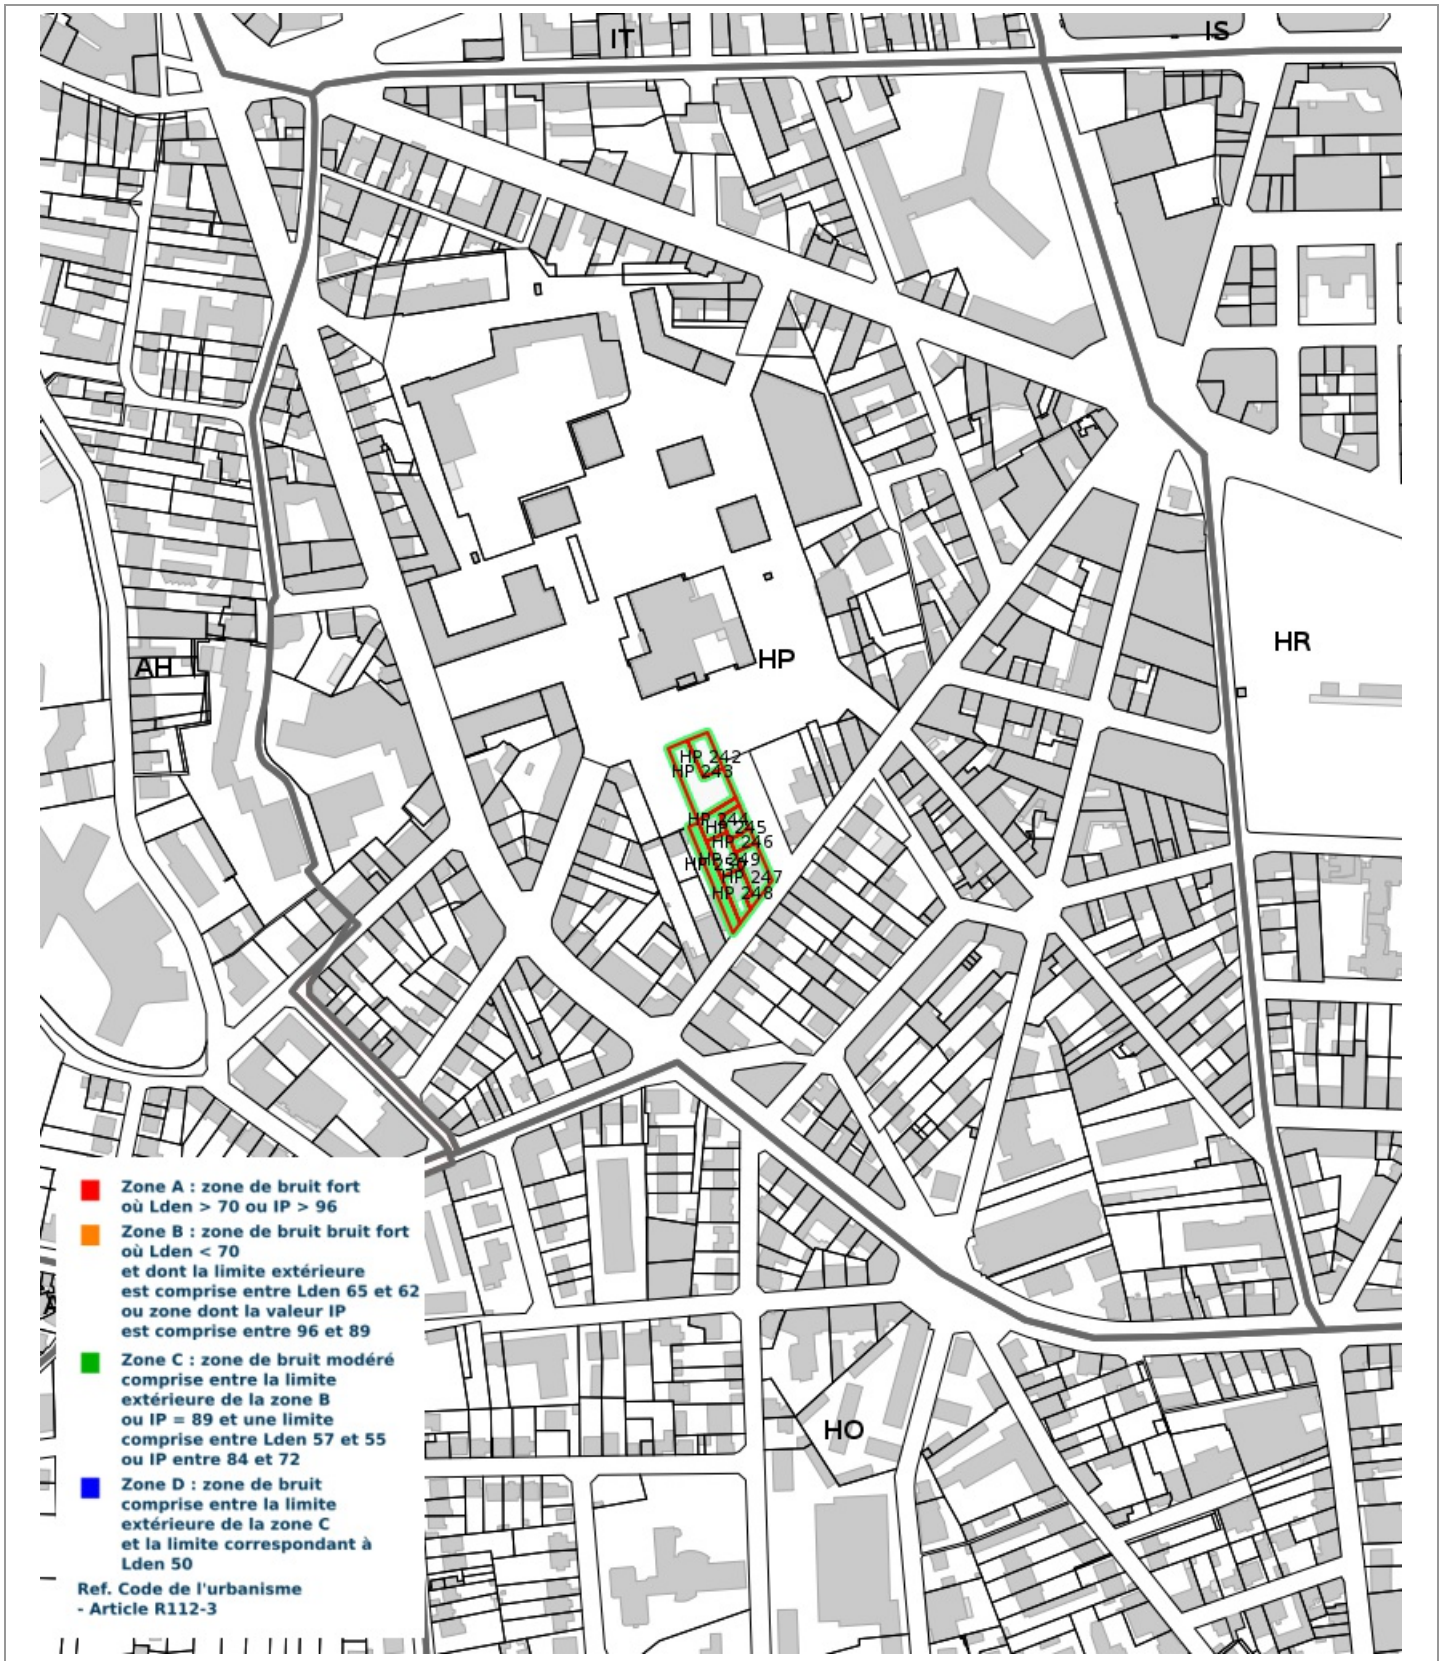 IT
IS
HR
AH
HP
HP 242
HP 243
HP 244
HP 245
HP 246
HP 249
HP 247
HP 248
HO
Zone A : zone de bruit fort
où Lden > 70 ou IP > 96
Zone B : zone de bruit bruit fort
où Lden < 70
et dont la limite extérieure
est comprise entre Lden 65 et 62
ou zone dont la valeur IP
est comprise entre 96 et 89
Zone C : zone de bruit modéré
comprise entre la limite
extérieure de la zone B
ou IP = 89 et une limite
comprise entre Lden 57 et 55
ou IP entre 84 et 72
Zone D : zone de bruit
comprise entre la limite
extérieure de la zone C
et la limite correspondant à
Lden 50
Ref. Code de l'urbanisme
- Article R112-3